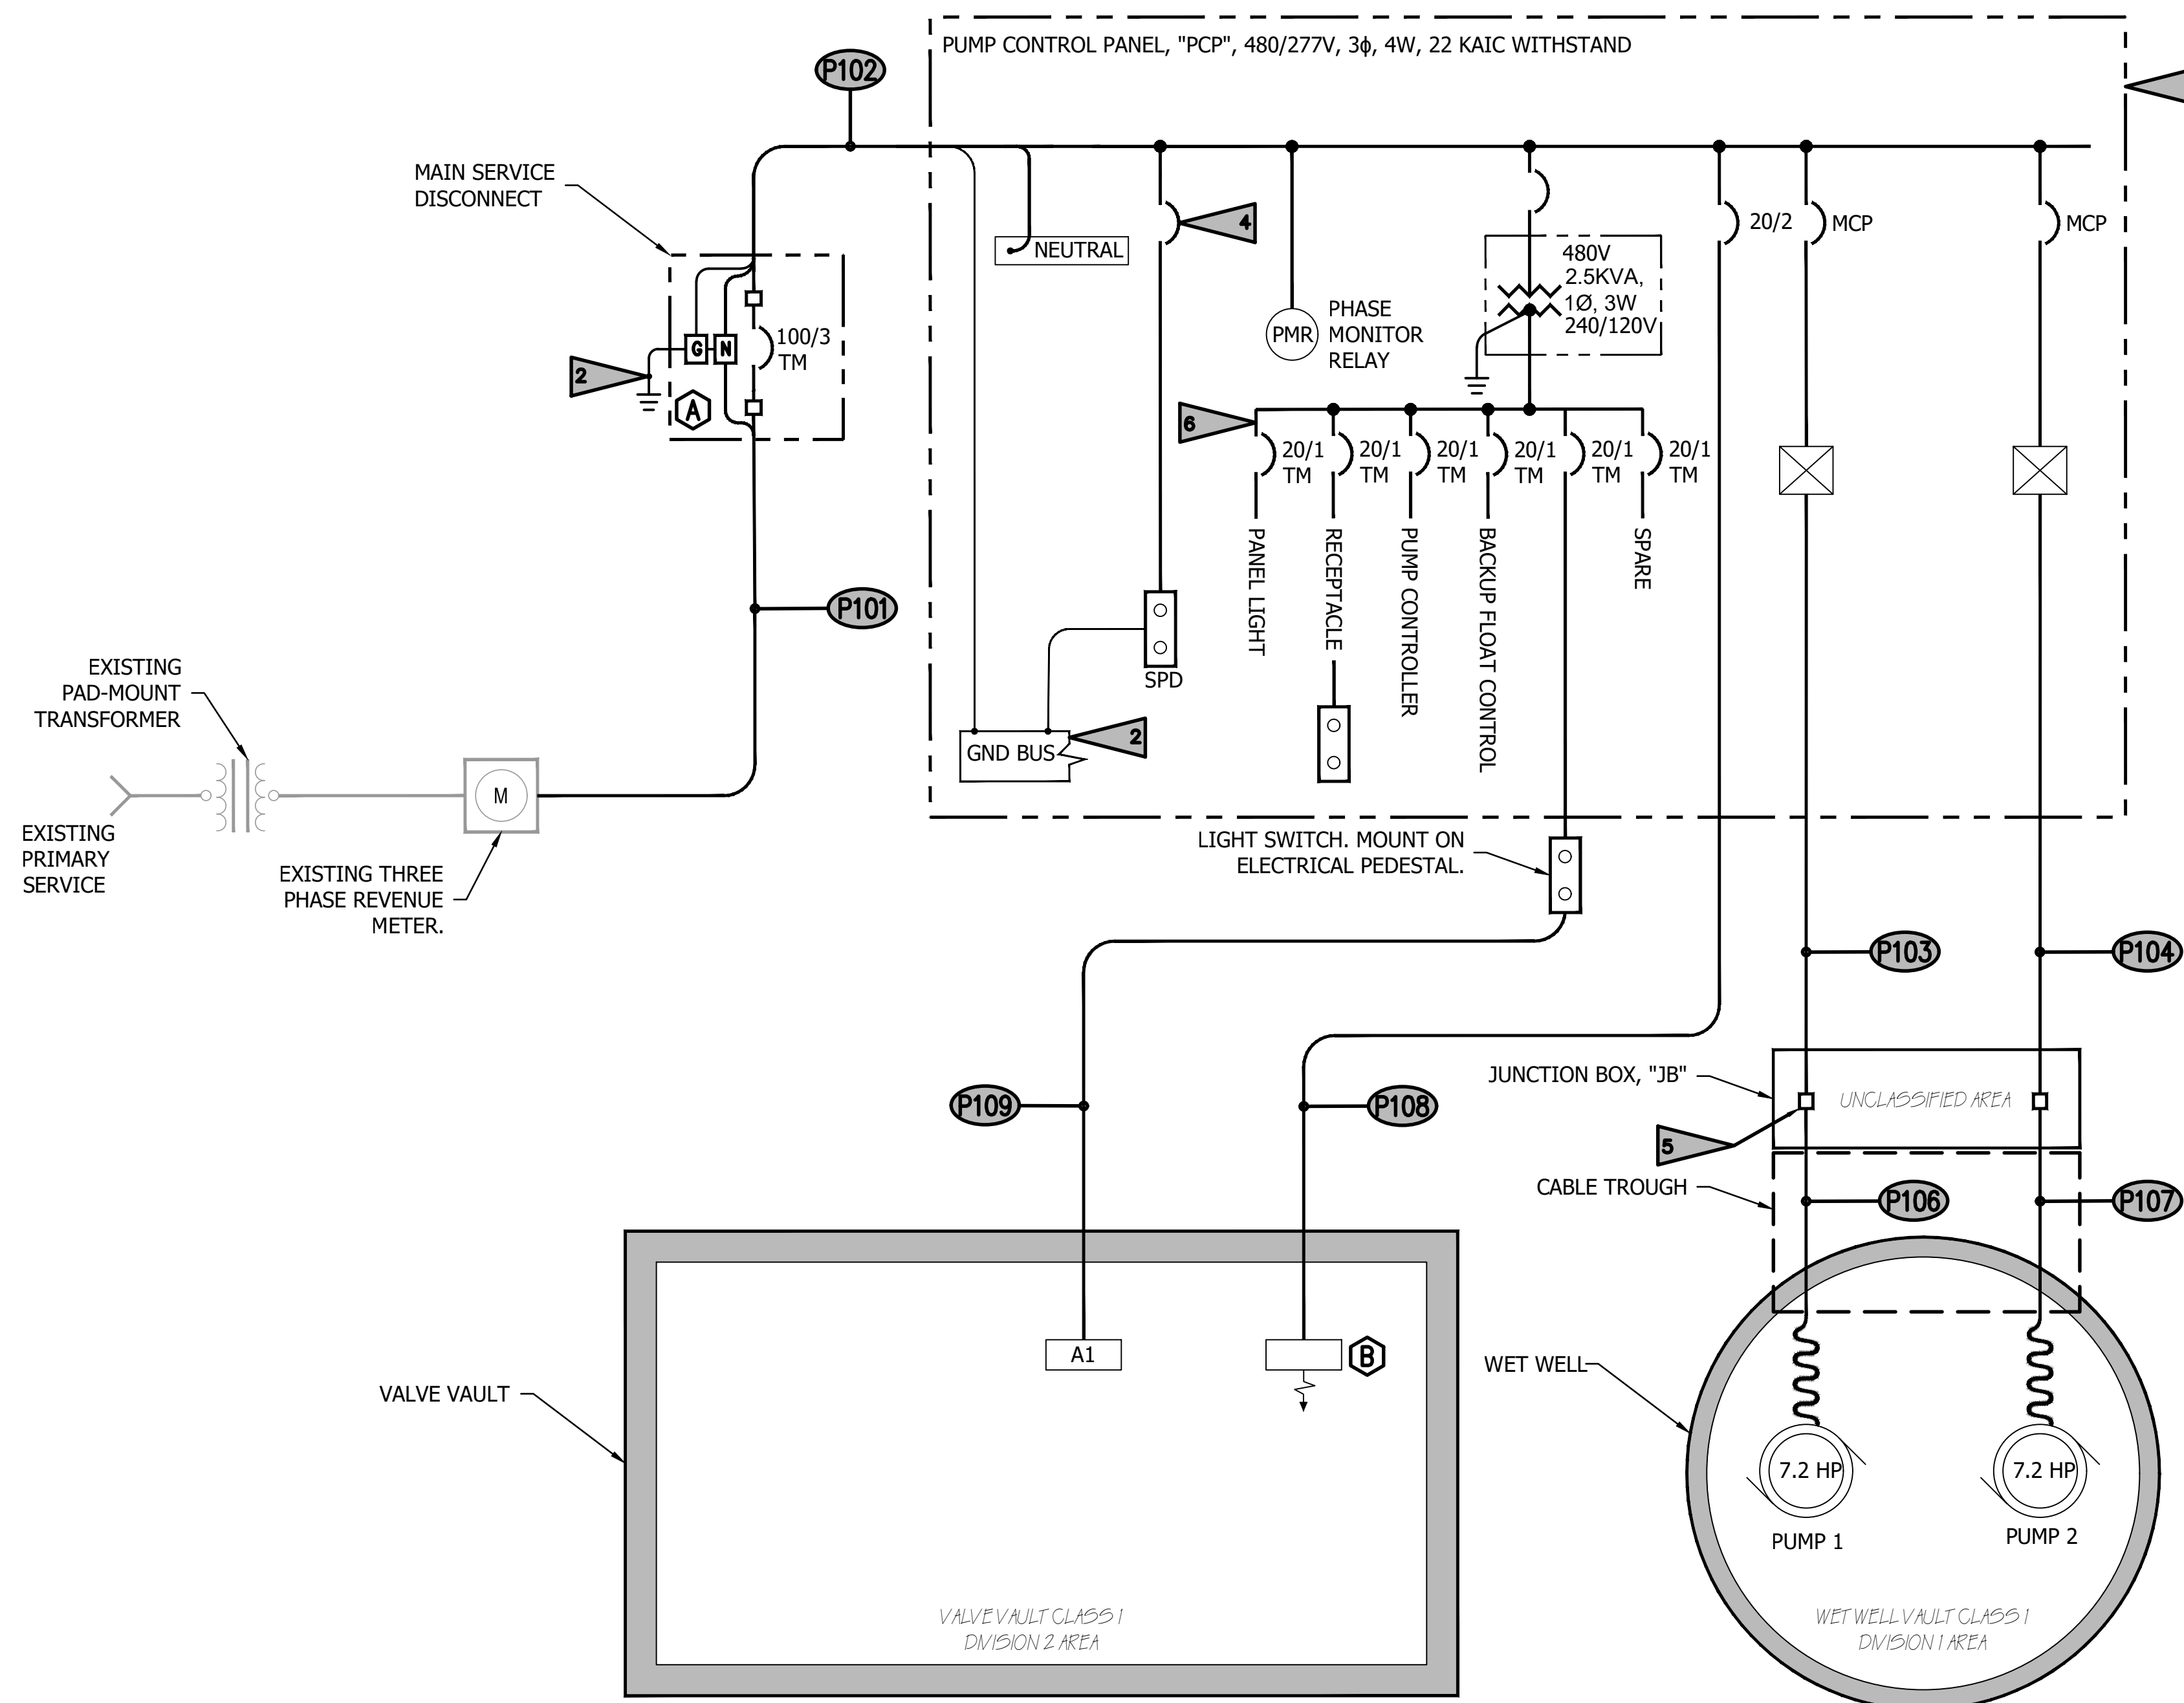 PUMP CONTROL PANEL, "PCP", 480/277V, 3ϕ, 4W, 22 KAIC WITHSTAND
P102
MAIN SERVICE
DISCONNECT
NEUTRAL
4
20/2
MCP
MCP
480V
2.5KVA,
1Ø, 3W
240/120V
PMR
PHASE
MONITOR
RELAY
G
N
100/3
TM
2
A
6
20/1
TM
20/1
TM
20/1
TM
20/1
TM
20/1
TM
20/1
TM
PANEL LIGHT
RECEPTACLE
PUMP CONTROLLER
BACKUP FLOAT CONTROL
SPARE
P101
SPD
GND BUS
2
EXISTING
PAD-MOUNT
TRANSFORMER
M
EXISTING
PRIMARY
SERVICE
EXISTING THREE
PHASE REVENUE
METER.
LIGHT SWITCH. MOUNT ON
ELECTRICAL PEDESTAL.
P103
P104
P109
P108
JUNCTION BOX, "JB"
UNCLASSIFIED AREA
5
CABLE TROUGH
P106
P107
A1
B
VALVE VAULT
WET WELL
7.2 HP
7.2 HP
PUMP 1
PUMP 2
VALVE VAULT CLASS 1
DIVISION 2 AREA
WET WELL VAULT CLASS 1
DIVISION 1 AREA